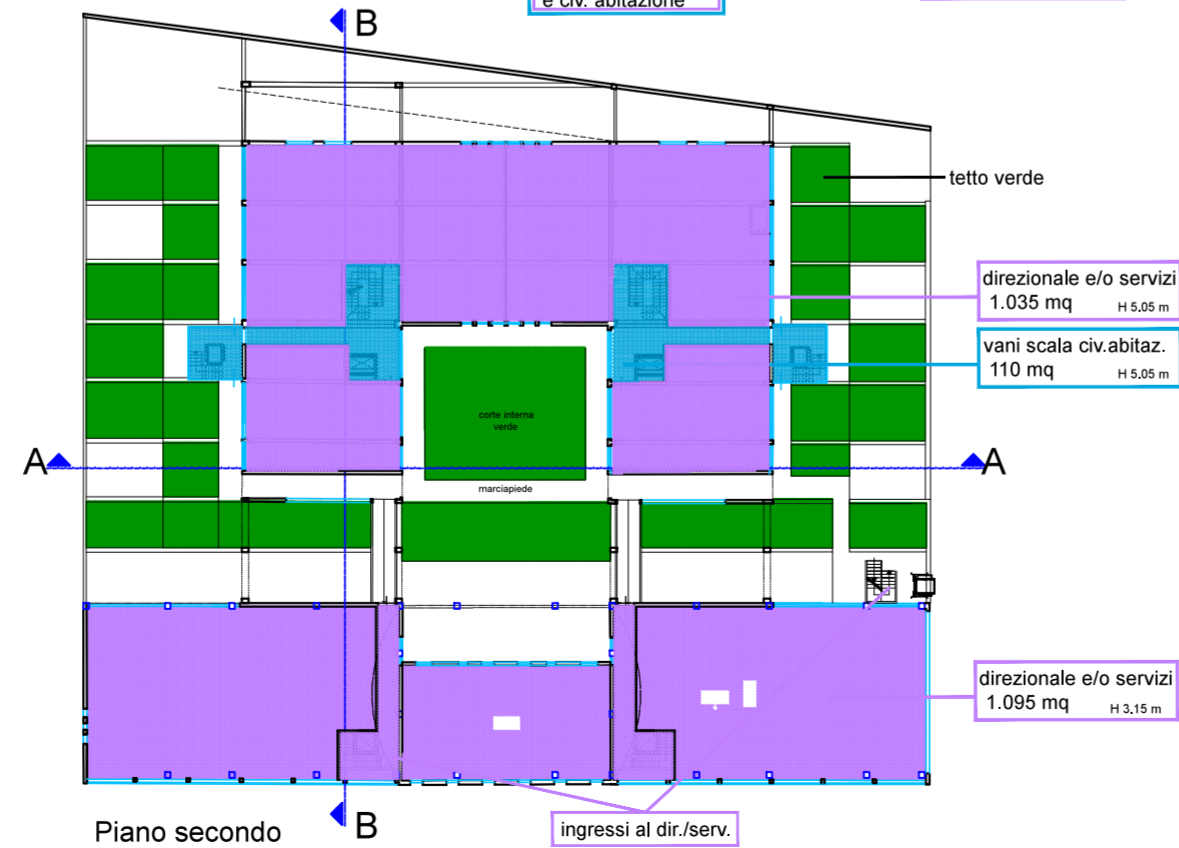 e civ. abitazione
B
tetto verde
direzionale e/o servizi
1.035 mq H 5.05 m
vani scala civ.abitaz.
110 mq H 5.05 m
corte interna
verde
A
A
marciapiede
direzionale e/o servizi
1.095 mq H 3.15 m
ingressi al dir./serv.
B
Piano secondo